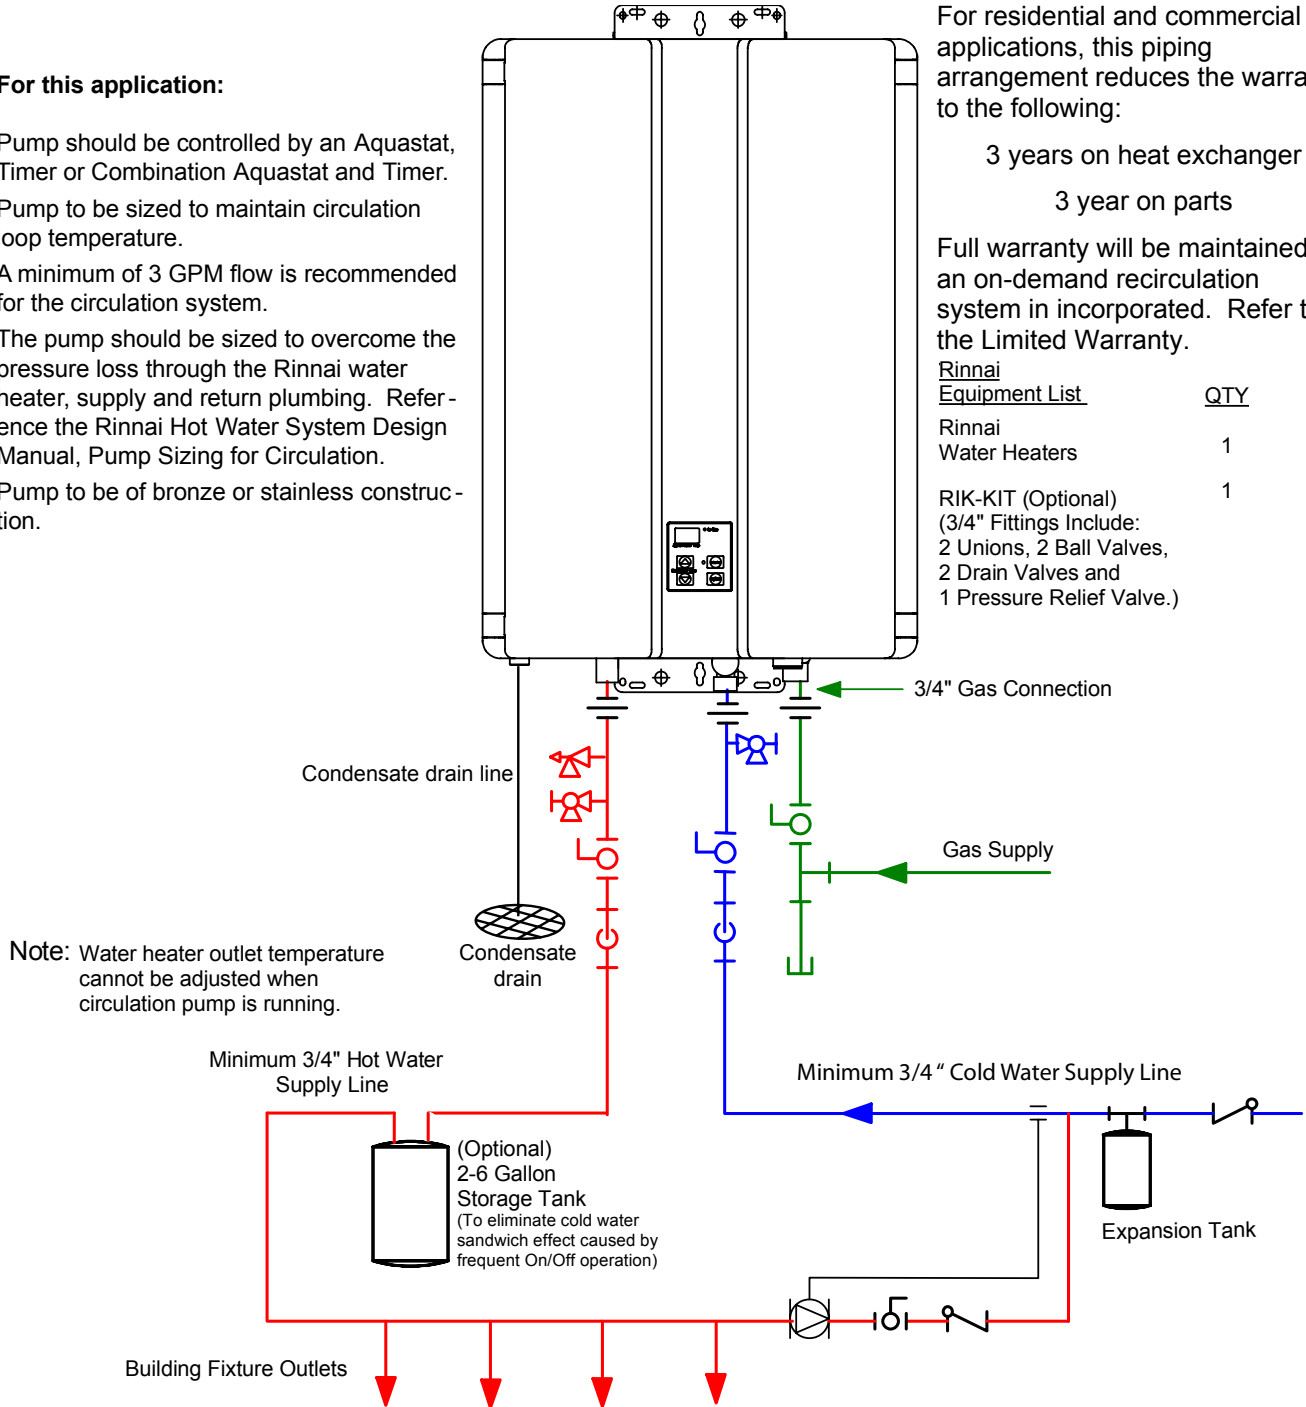 For this application:
Pump should be controlled by an Aquastat,
Timer or Combination Aquastat and Timer.
Pump to be sized to maintain circulation
loop temperature.
A minimum of 3 GPM flow is recommended
for the circulation system.
The pump should be sized to overcome the
pressure loss through the Rinnai water
heater, supply and return plumbing. Refer-
ence the Rinnai Hot Water System Design
Manual, Pump Sizing for Circulation.
Pump to be of bronze or stainless construc-
tion.
For residential and commercial
applications, this piping
arrangement reduces the warra
to the following:
3 years on heat exchanger
3 year on parts
Full warranty will be maintained
an on-demand recirculation
system in incorporated. Refer t
the Limited Warranty.
Rinnai
Equipment List QTY
Rinnai
Water Heaters 1
RIK-KIT (Optional) 1
(3/4" Fittings Include:
2 Unions, 2 Ball Valves,
2 Drain Valves and
1 Pressure Relief Valve.)
3/4" Gas Connection
Condensate drain line
Gas Supply
Condensate
drain
Note: Water heater outlet temperature
cannot be adjusted when
circulation pump is running.
Minimum 3/4" Hot Water
Supply Line
Minimum 3/4 " Cold Water Supply Line
(Optional)
2-6 Gallon
Storage Tank
(To eliminate cold water
sandwich effect caused by
frequent On/Off operation)
Expansion Tank
Building Fixture Outlets